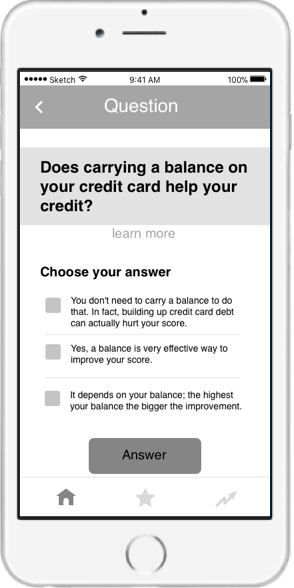 Sketch 9:41 AM 100%
Question
Does carrying a balance on
your credit card help your
credit?
learn more
Choose your answer
You don't need to carry a balance to do
that. In fact, building up credit card debt
can actually hurt your score.
Yes, a balance is very effective way to
improve your score.
It depends on your balance; the highest
your balance the bigger the improvement.
Answer